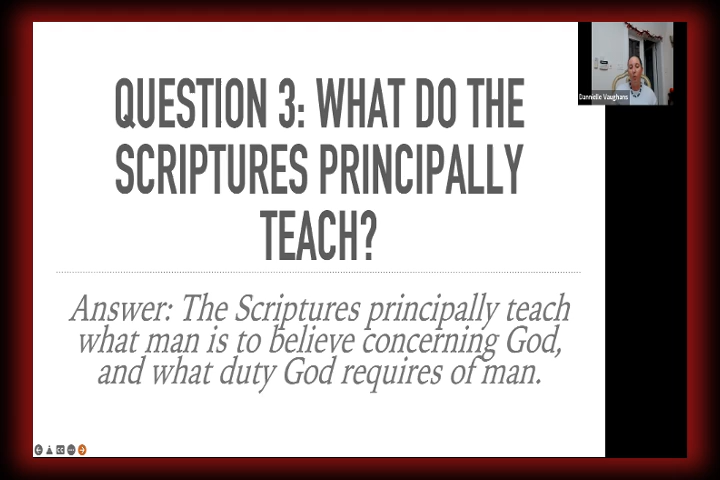 QUESTION 3: WHAT DO THE
SCRIPTURES PRINCIPALLY
TEACH?
Answer: The Scriptures principally teach
what man is to believe concerning God,
and what duty God requires of man.
Dannielle Vaughans